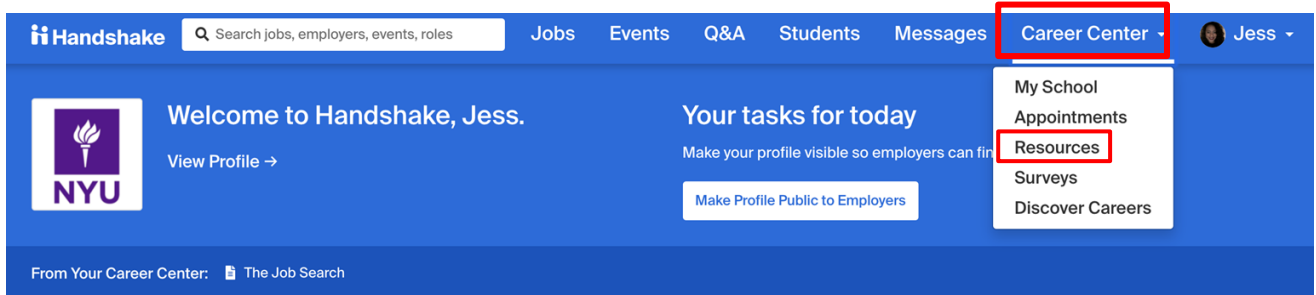 Handshake Search jobs, employers, events, roles Jobs Events Q&A Students Messages Career Center Jess
My School
Appointments
Resources
Surveys
Discover Careers
NYU
Welcome to Handshake, Jess.
View Profile →
Your tasks for today
Make your profile visible so employers can fin
Make Profile Public to Employers
From Your Career Center: The Job Search